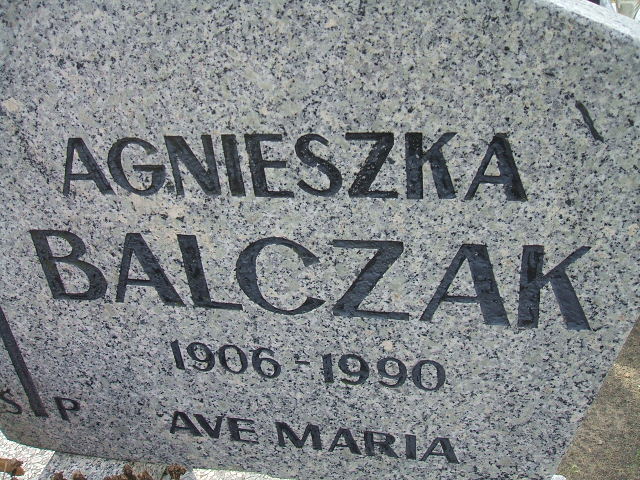 AGNIESZKA
BALCZAK
1906-1990
S P
AVE MARIA